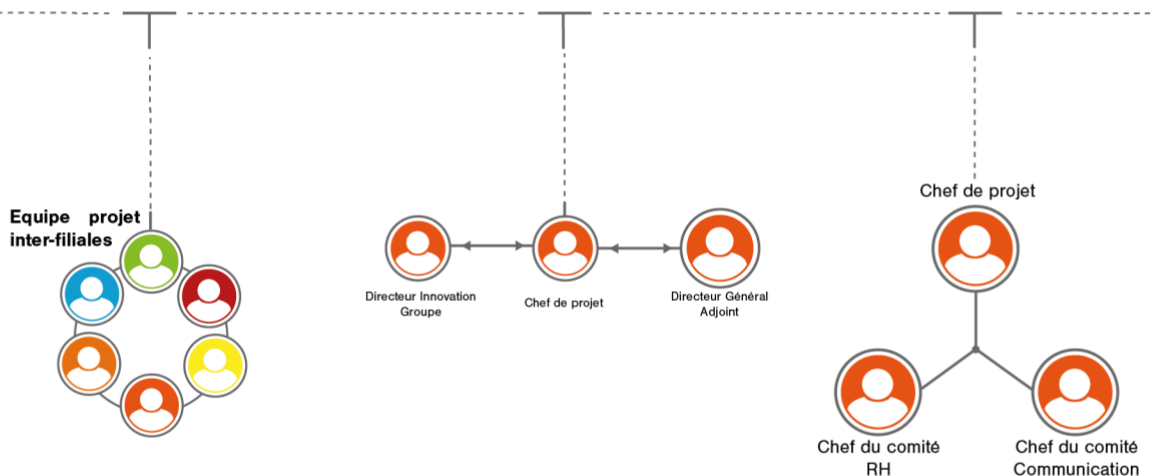 Equipe projet
inter-filiales
Directeur Innovation
Groupe
Chef de projet
Directeur Général
Adjoint
Chef de projet
Chef du comité
RH
Chef du comité
Communication